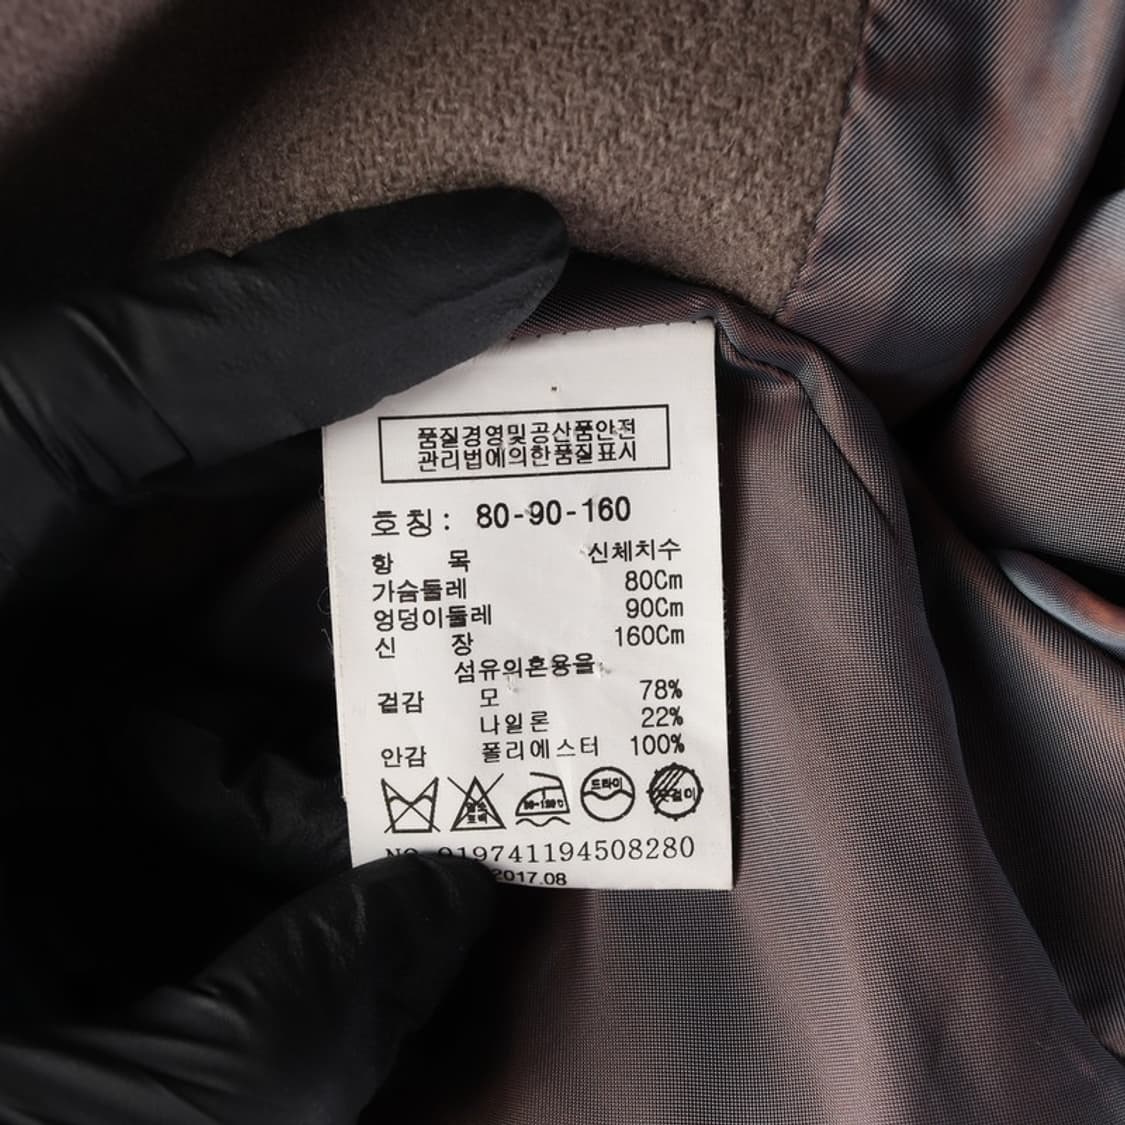 품질경영및공산품안전
관리법에의한품질표시
호칭: 80-90-160
항 목 신체치수
가슴둘레 80Cm
엉덩이둘레 90Cm
신 장 160Cm
섬유의혼용율
겉감 모 78%
나일론 22%
안감 폴리에스터 100%
드라이
919741194508280
2017.08